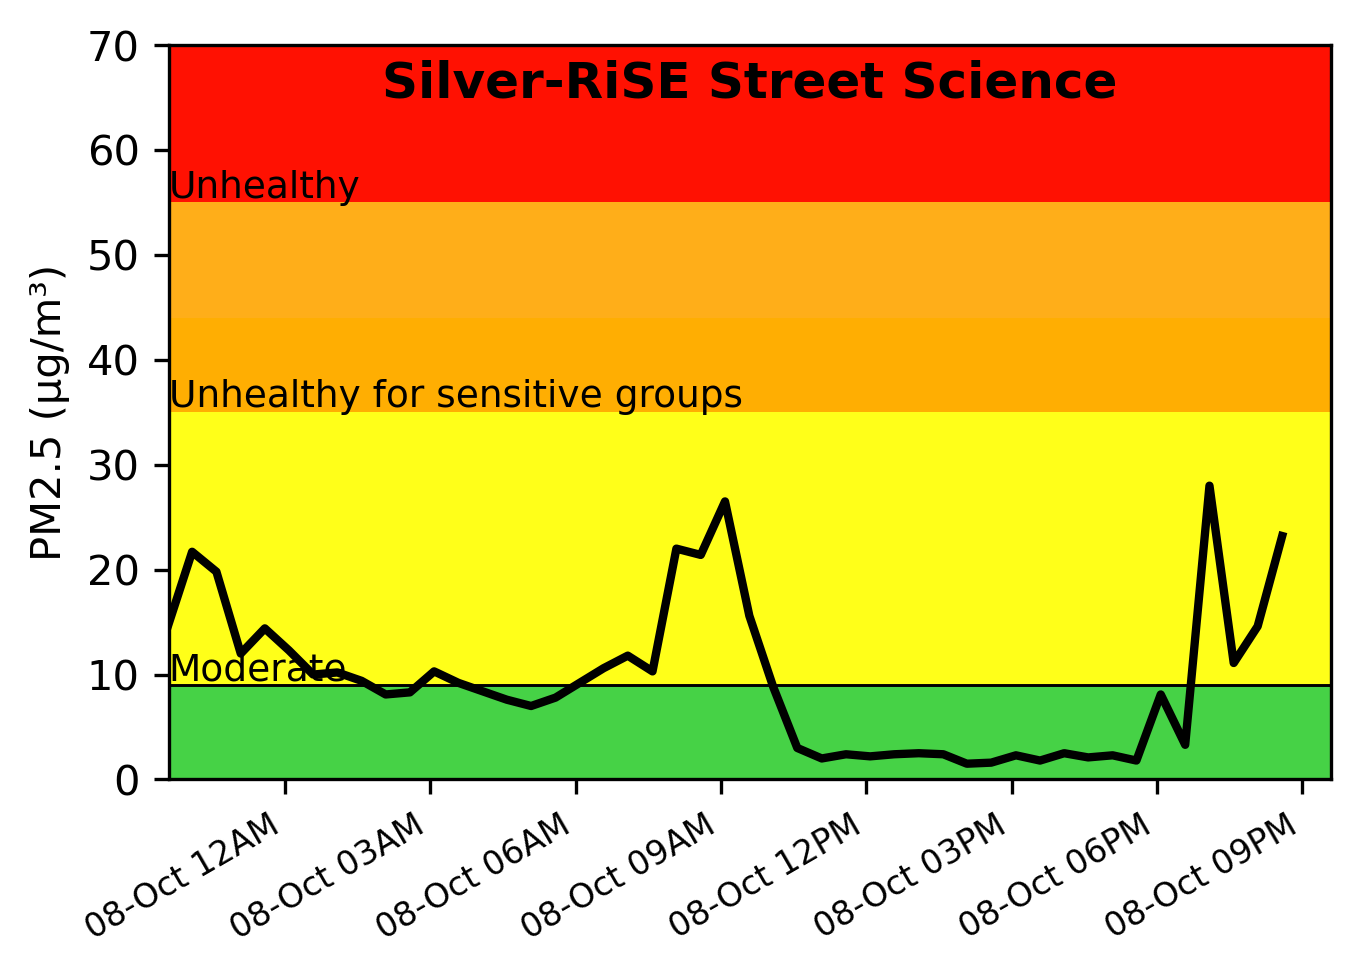 Silver-RiSE Street Science
70
60
50
40
30
20
10
0
PM2.5 (µg/m³)
Unhealthy
Unhealthy for sensitive groups
Moderate
08-Oct 12AM
08-Oct 03AM
08-Oct 06AM
08-Oct 09AM
08-Oct 12PM
08-Oct 03PM
08-Oct 06PM
08-Oct 09PM